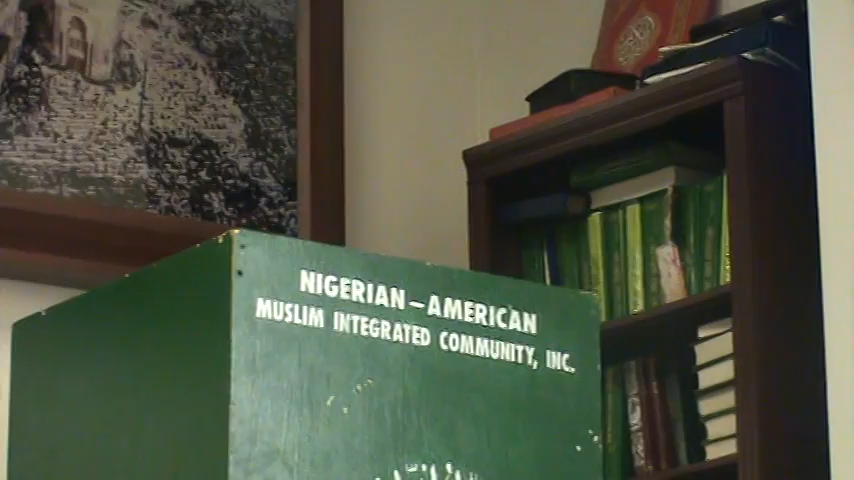 NIGERIAN-AMERICAN
MUSLIM INTEGRATED COMMUNITY, INC.